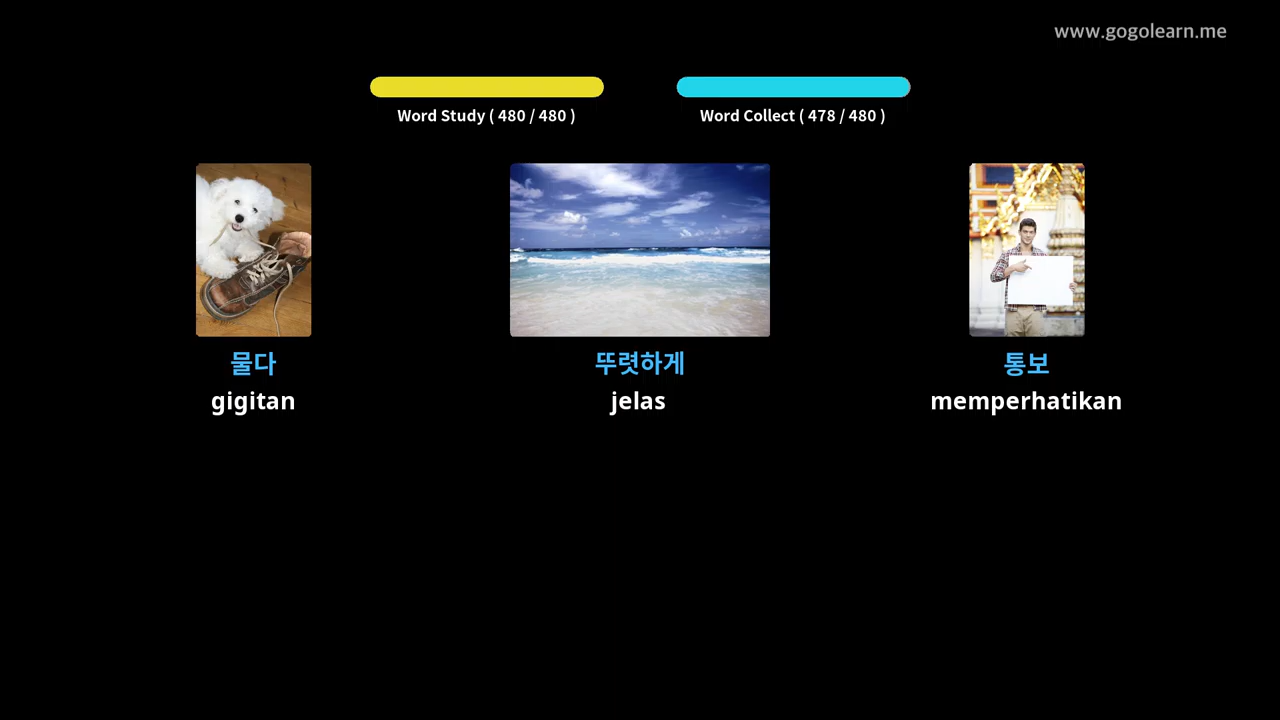 www.gogolearn.me
Word Study ( 480 / 480 )
Word Collect ( 478 / 480 )
물다
뚜렷하게
통보
gigitan
jelas
memperhatikan